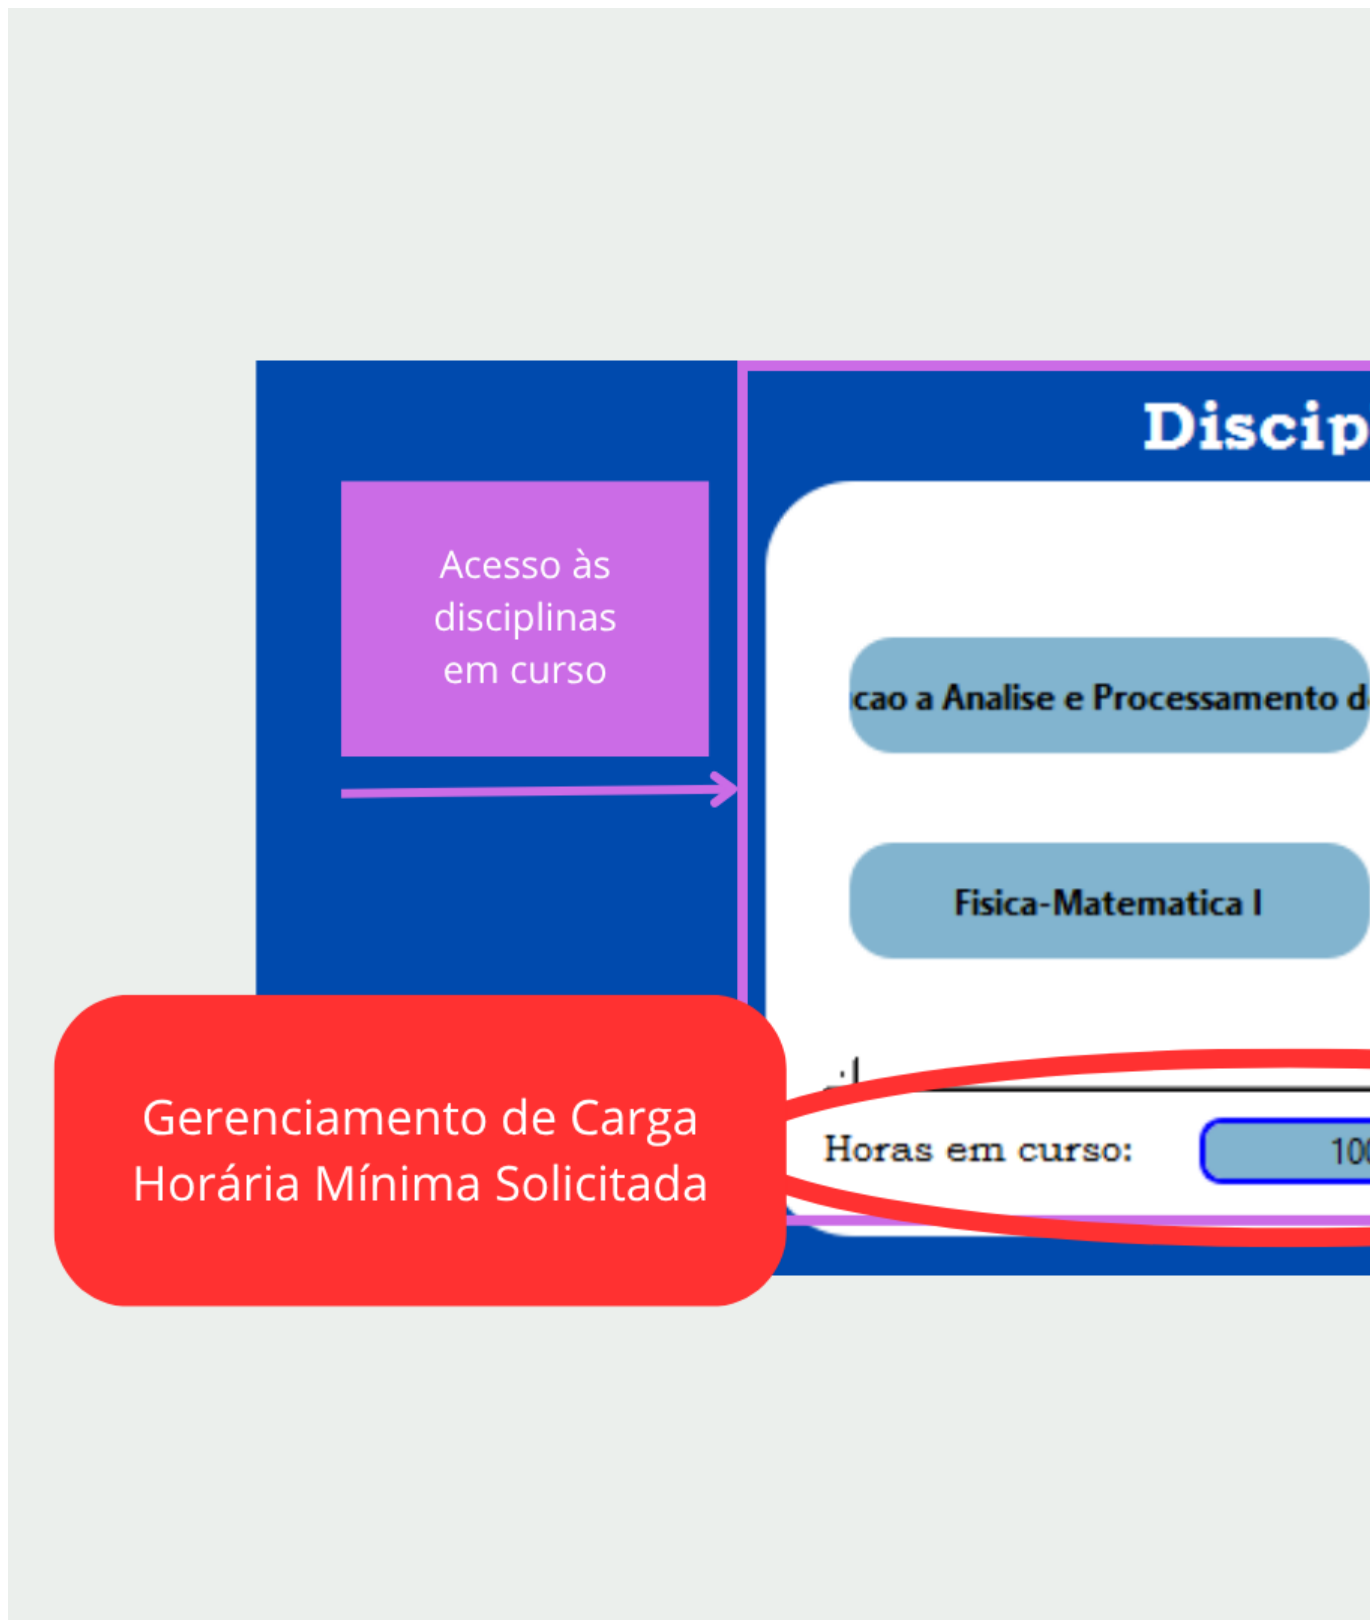 Discip
Acesso às
disciplinas
em curso
cao a Analise e Processamento d
Fisica-Matematica I
Gerenciamento de Carga
Horária Mínima Solicitada
Horas em curso:
100